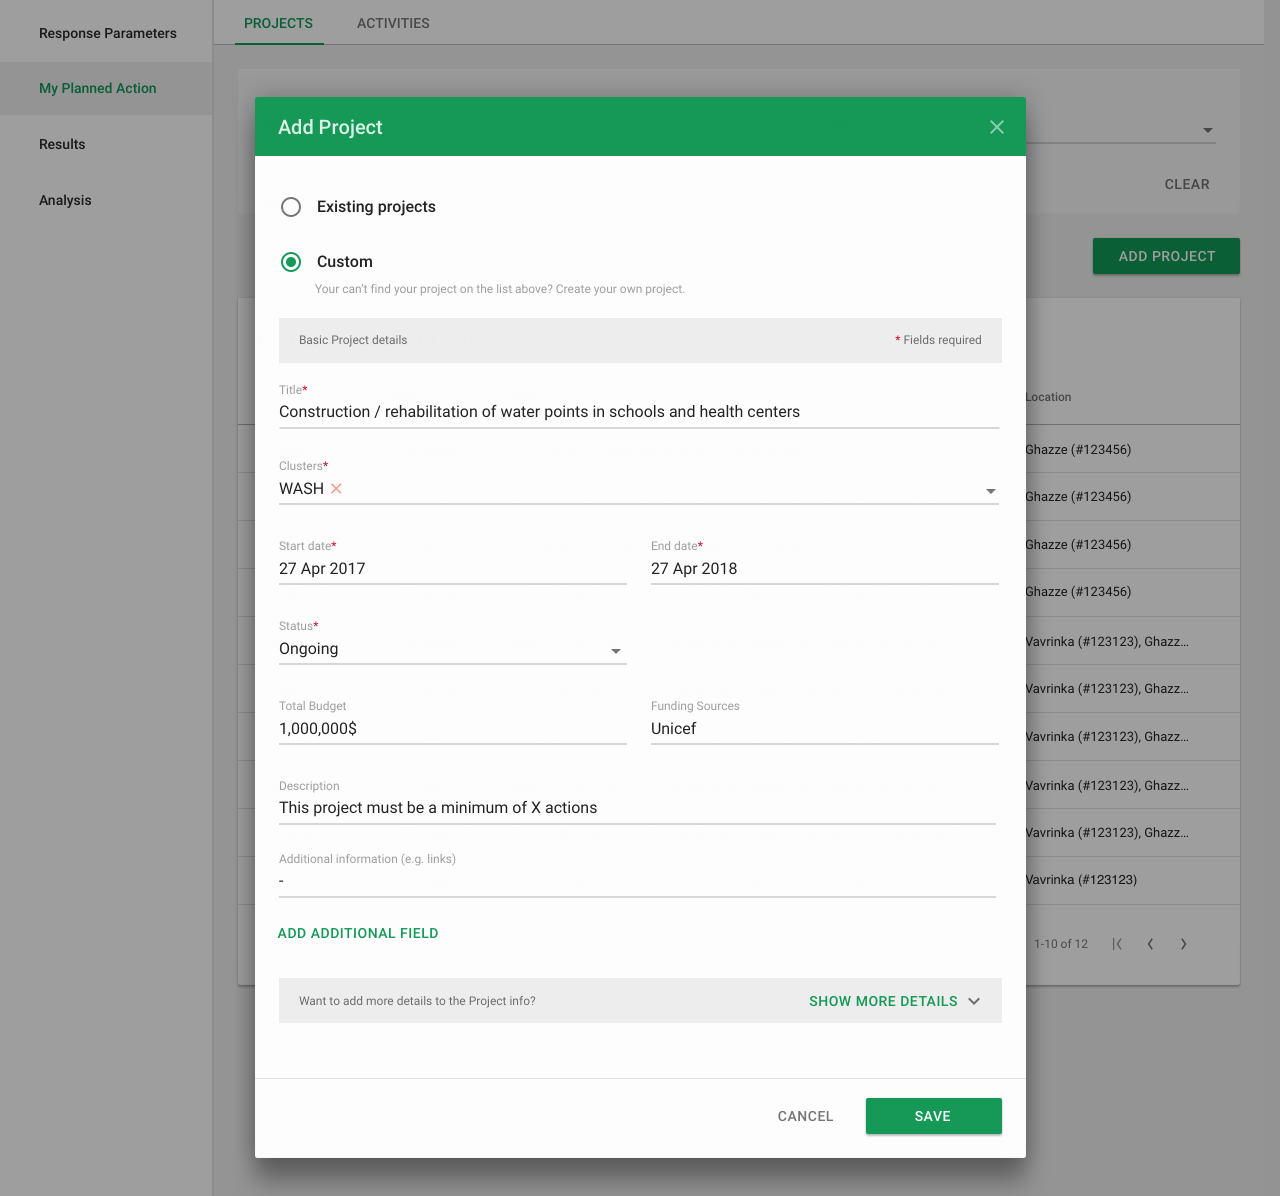 Response Parameters
My Planned Action
Results
Analysis
PROJECTS ACTIVITIES
CLEAR
ADD PROJECT
Add Project
Existing projects
Custom
Your can't find your project on the list above? Create your own project.
Basic Project details * Fields required
Title*
Construction / rehabilitation of water points in schools and health centers
Clusters*
WASH
Start date* End date*
27 Apr 2017 27 Apr 2018
Status*
Ongoing
Total Budget Funding Sources
1,000,000$ Unicef
Description
This project must be a minimum of X actions
Additional information (e.g. links)
-
ADD ADDITIONAL FIELD
Want to add more details to the Project info? SHOW MORE DETAILS
CANCEL SAVE
Location
Ghazze (#123456)
Ghazze (#123456)
Ghazze (#123456)
Ghazze (#123456)
Vavrinka (#123123), Ghazz...
Vavrinka (#123123), Ghazz...
Vavrinka (#123123), Ghazz...
Vavrinka (#123123), Ghazz...
Vavrinka (#123123), Ghazz...
Vavrinka (#123123)
1-10 of 12